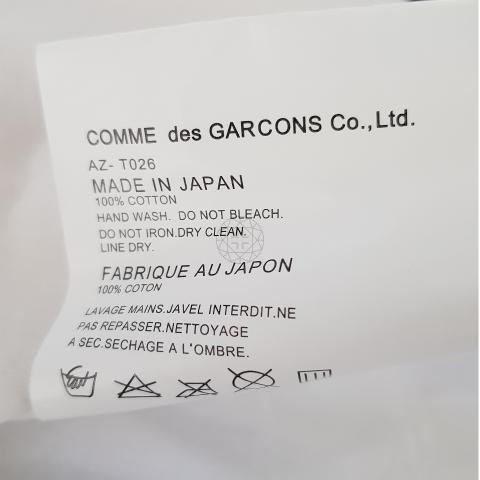 COMME des GARCONS Co.,Ltd.
AZ- T026
MADE IN JAPAN
100% COTTON
HAND WASH. DO NOT BLEACH.
DO NOT IRON.DRY CLEAN.
LINE DRY.
FABRIQUE AU JAPON
100% COTON
LAVAGE MAINS.JAVEL INTERDIT.NE
PAS REPASSER.NETTOYAGE
A SEC.SECHAGE A L'OMBRE.